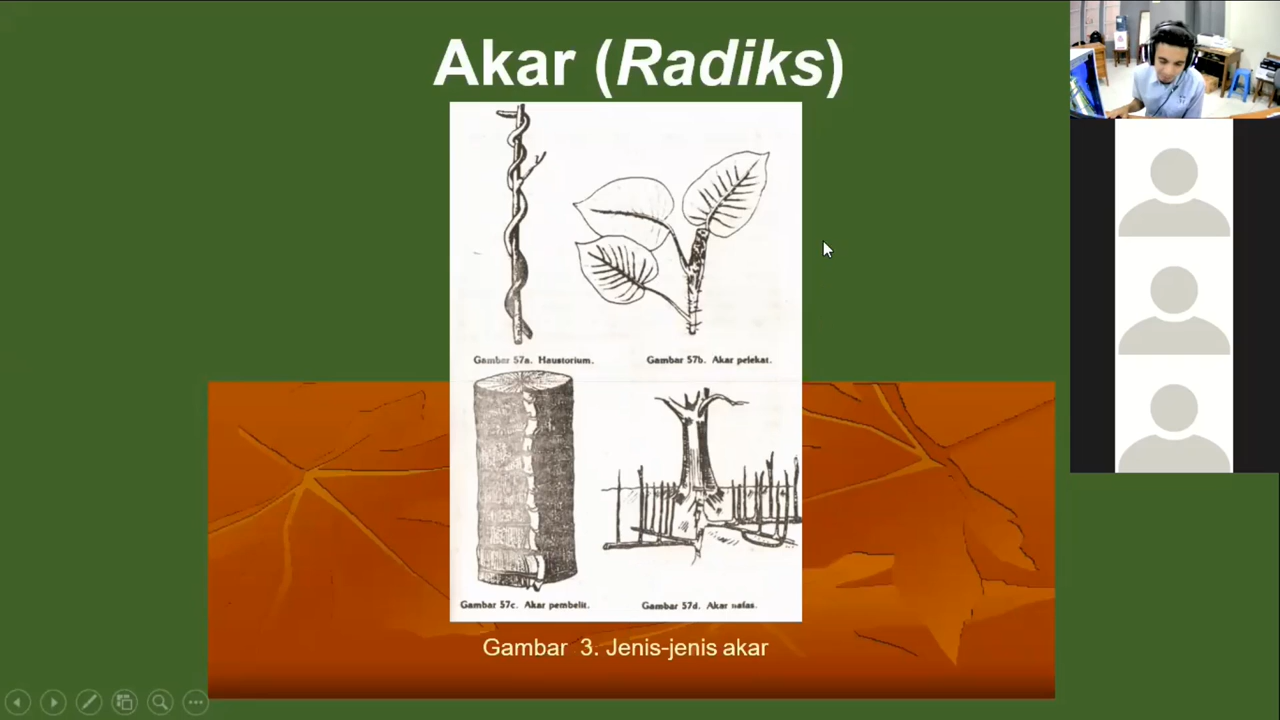 Akar (Radiks)
Gambar 57a. Haustorium.
Gambar 57b. Akar pelekat.
Gambar 57c. Akar pembelit.
Gambar 57d. Akar nafas.
Gambar 3. Jenis-jenis akar